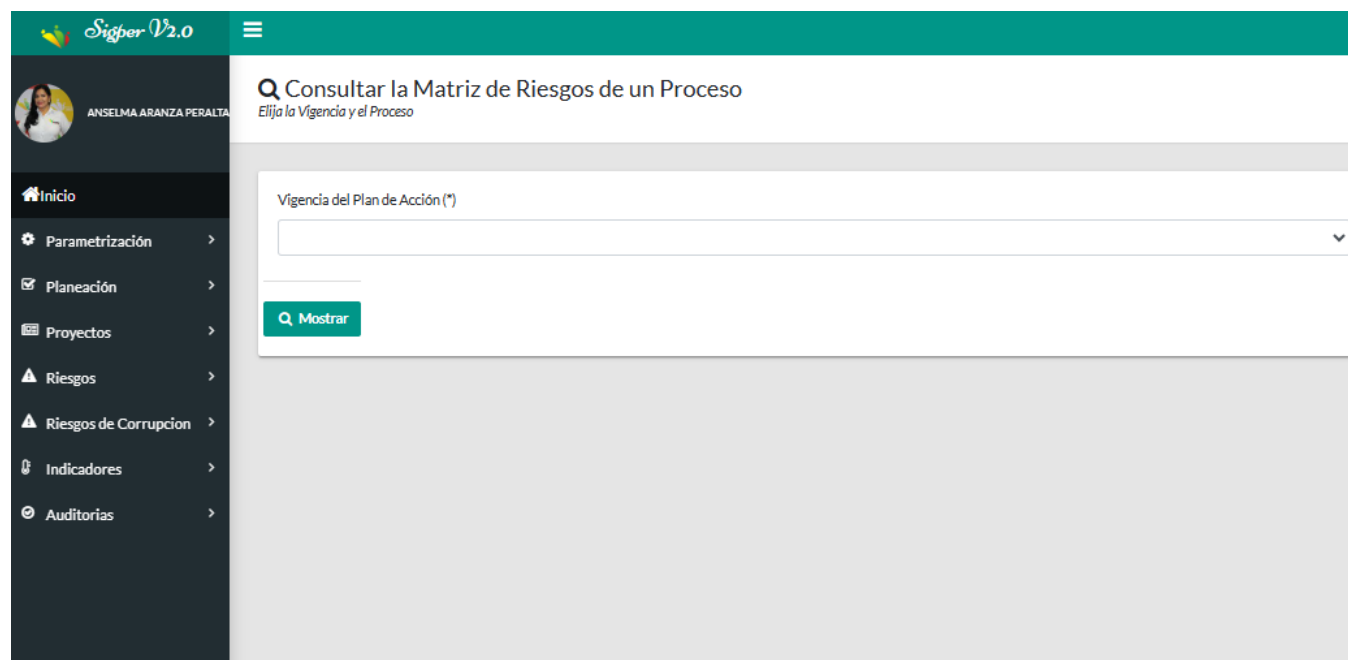 Sigper V2.0
ANSELMA ARANZA PERALTA
Consultar la Matriz de Riesgos de un Proceso
Elija la Vigencia y el Proceso
Inicio
Parametrización
Planeación
Proyectos
Riesgos
Riesgos de Corrupcion
Indicadores
Auditorias
Vigencia del Plan de Acción (*)
Mostrar